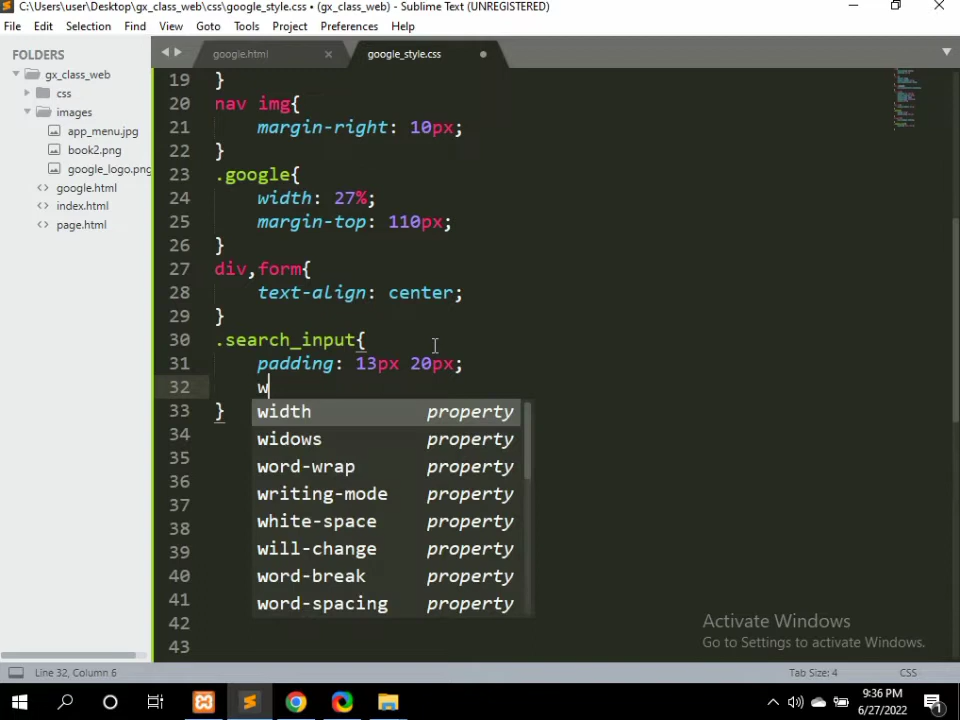 C:\Users\user\Desktop\gx_class_web\css\google_style.css • (gx_class_web) - Sublime Text (UNREGISTERED)
File Edit Selection Find View Goto Tools Project Preferences Help
FOLDERS
gx_class_web
css
images
app_menu.jpg
book2.png
google_logo.png
google.html
index.html
page.html
google.html
google_style.css
19 }
20 nav img{
21 margin-right: 10px;
22 }
23 .google{
24 width: 27%;
25 margin-top: 110px;
26 }
27 div,form{
28 text-align: center;
29 }
30 .search_input{
31 padding: 13px 20px;
32 w
33 }
34
35
36
37
38
39
40
41
42
43
width property
widows property
word-wrap property
writing-mode property
white-space property
will-change property
word-break property
word-spacing property
Activate Windows
Go to Settings to activate Windows.
Line 32, Column 6
Tab Size: 4
CSS
9:36 PM
6/27/2022
1